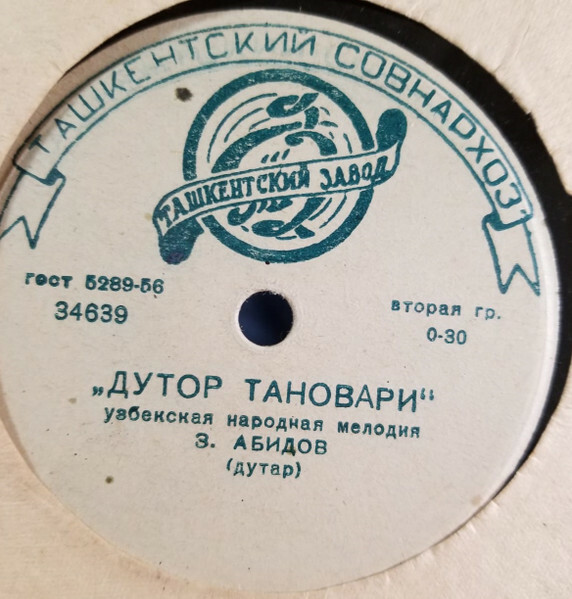 ТАШКЕНТСКИЙ СОВНАРХОЗ
ТАШКЕНТСКИЙ ЗАВОД
гост 5289-56
34639
вторая гр.
0-30
„ДУТОР ТАНОВАРИ“
узбекская народная мелодия
З. АБИДОВ
(дутар)